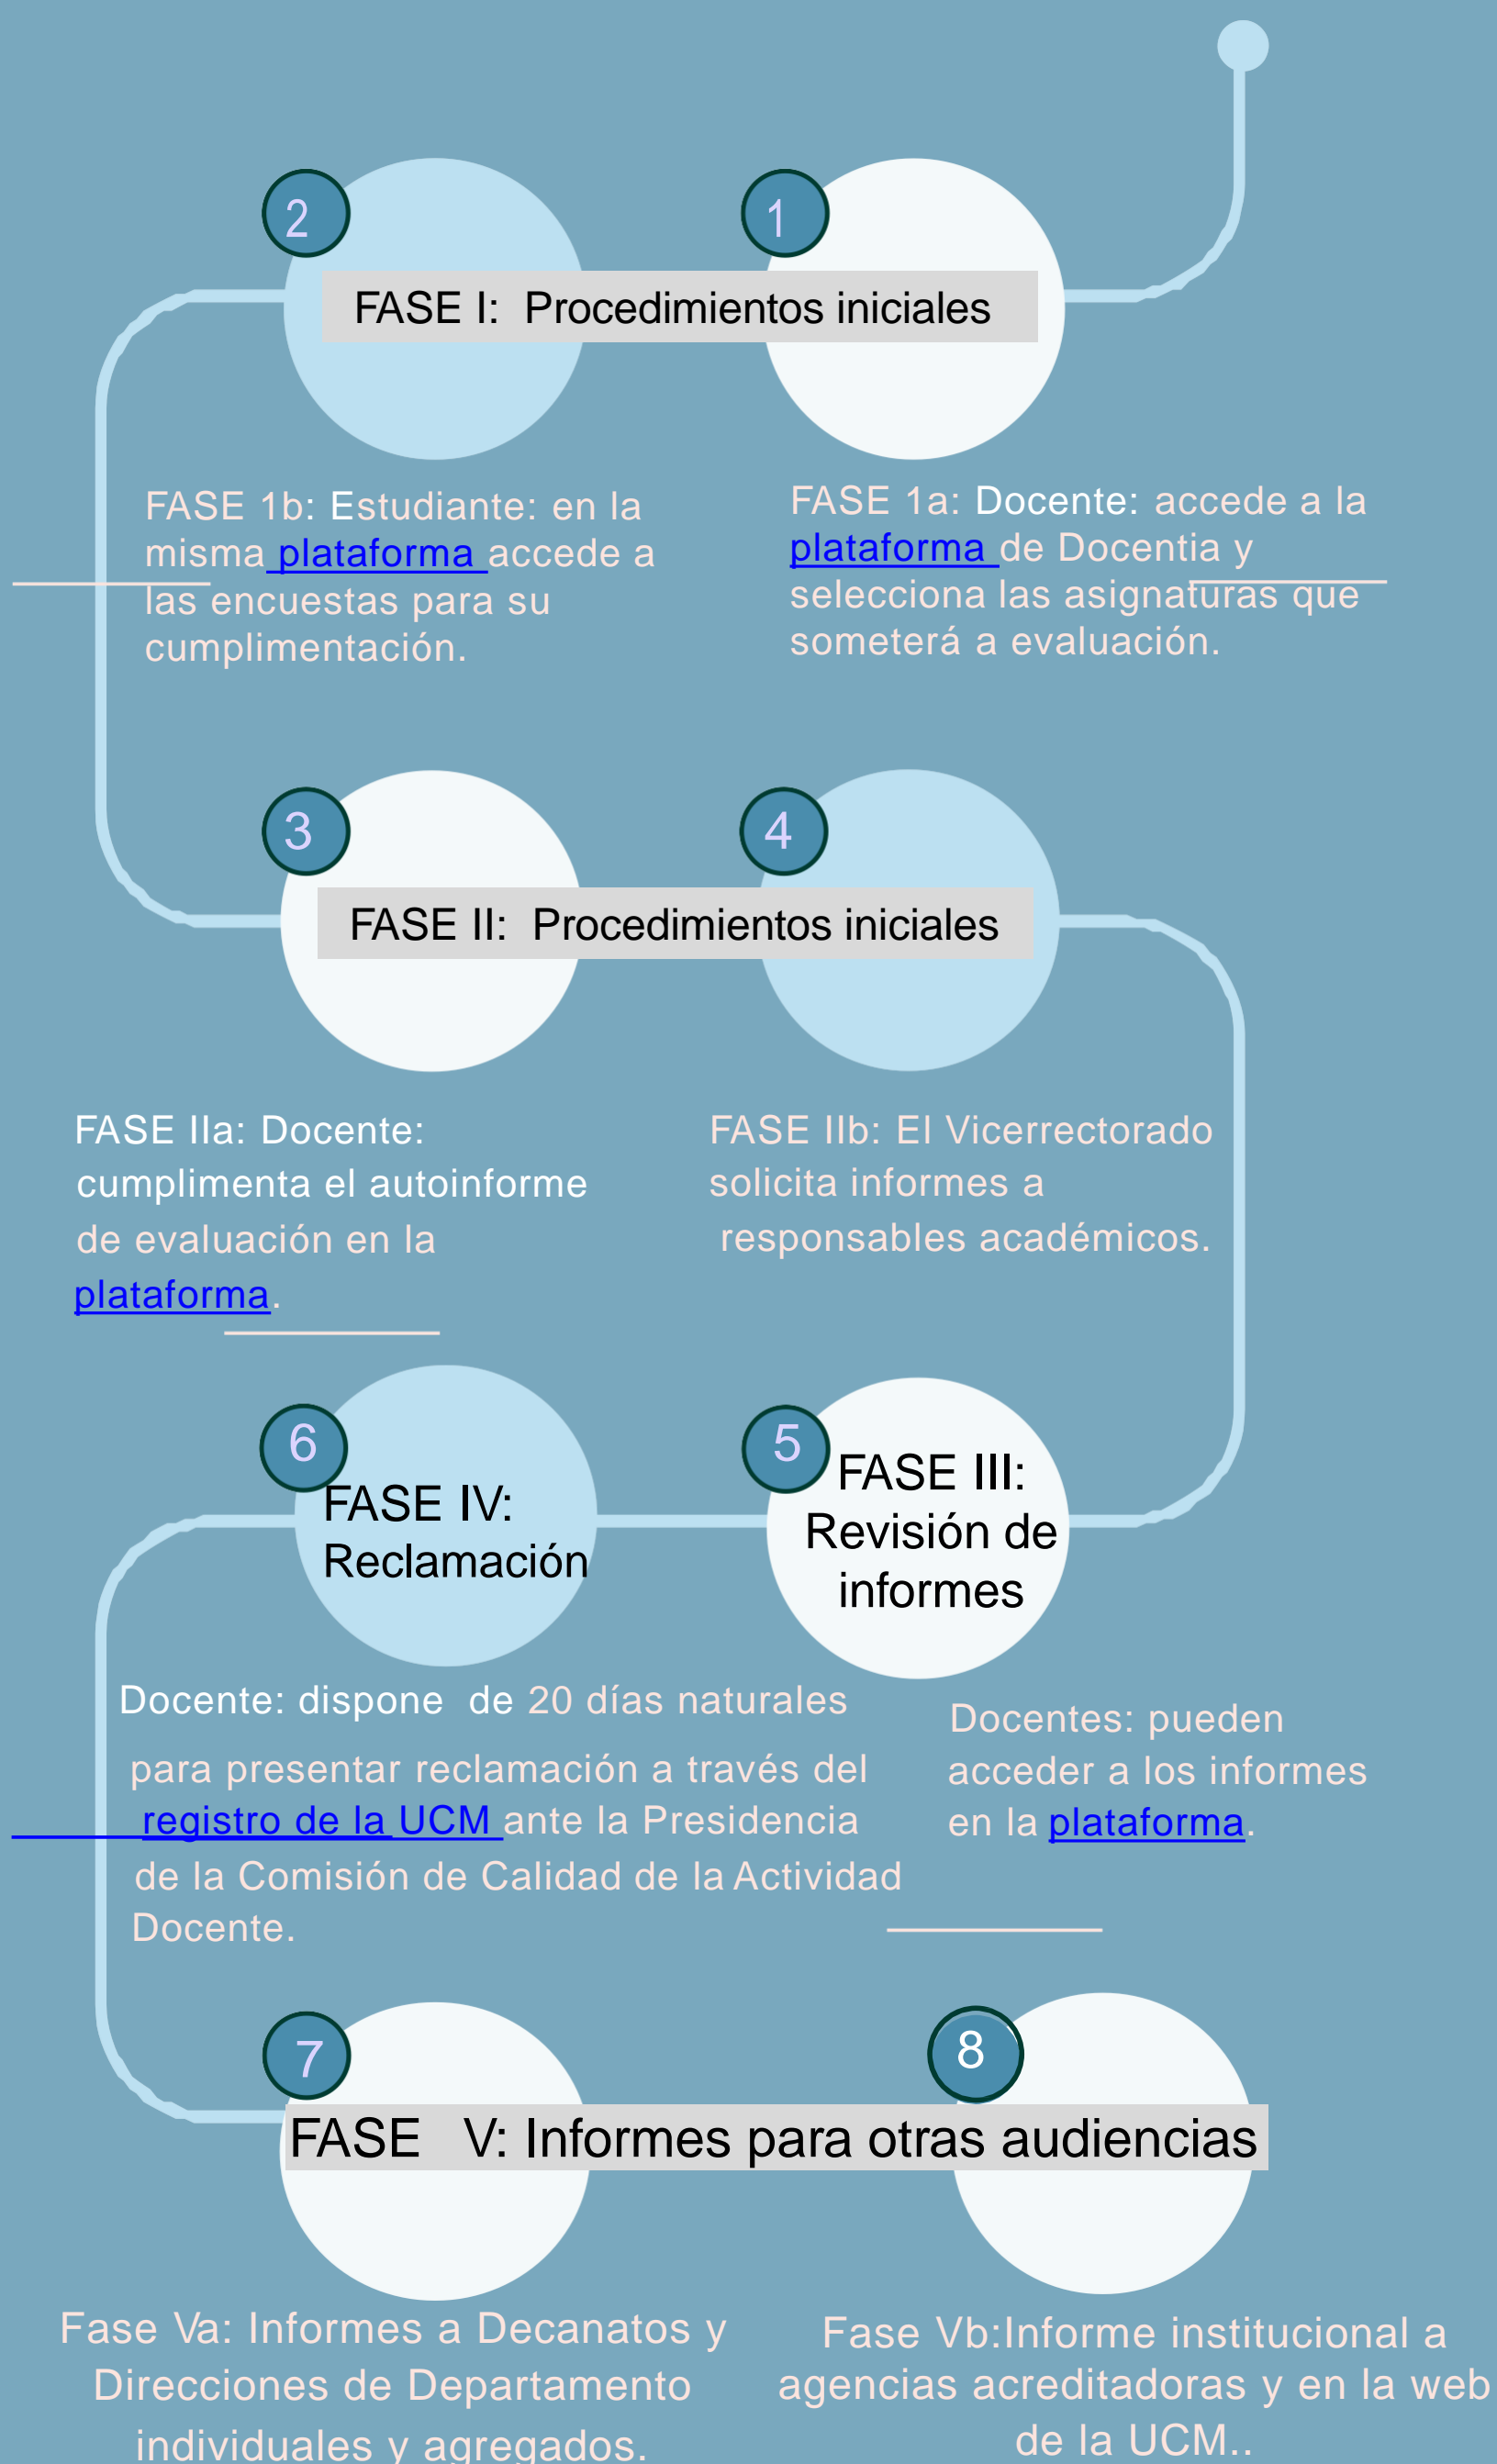 1
2
FASE I: Procedimientos iniciales
FASE 1a: Docente: accede a la
plataforma de Docentia y
selecciona las asignaturas que
someterá a evaluación.
FASE 1b: Estudiante: en la
misma plataforma accede a
las encuestas para su
cumplimentación.
3
4
FASE II: Procedimientos iniciales
FASE IIa: Docente:
cumplimenta el autoinforme
de evaluación en la
plataforma.
FASE IIb: El Vicerrectorado
solicita informes a
responsables académicos.
5
FASE III:
Revisión de
informes
Docentes: pueden
acceder a los informes
en la plataforma.
6
FASE IV:
Reclamación
Docente: dispone de 20 días naturales
para presentar reclamación a través del
registro de la UCM ante la Presidencia
de la Comisión de Calidad de la Actividad
Docente.
7
8
FASE V: Informes para otras audiencias
Fase Va: Informes a Decanatos y
Direcciones de Departamento
individuales y agregados.
Fase Vb:Informe institucional a
agencias acreditadoras y en la web
de la UCM..